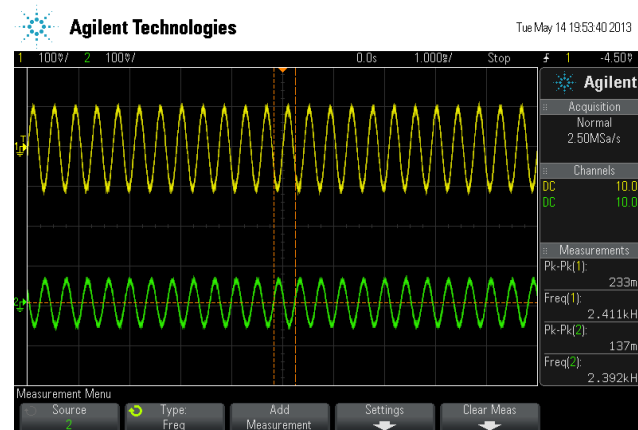 Agilent Technologies
Tue May 14 19:53:40 2013
1 100V/ 2 100V/ 0.0s 1.000s/ Stop 1 -4.50V
Agilent
Acquisition
Normal
2.50MSa/s
Channels
DC 10.0
DC 10.0
Measurements
Pk-Pk(1):
233m
Freq(1):
2.411kH
Pk-Pk(2):
137m
Freq(2):
2.392kH
Measurement Menu
Source Type: Add Settings Clear Meas
2 Freq Measurement